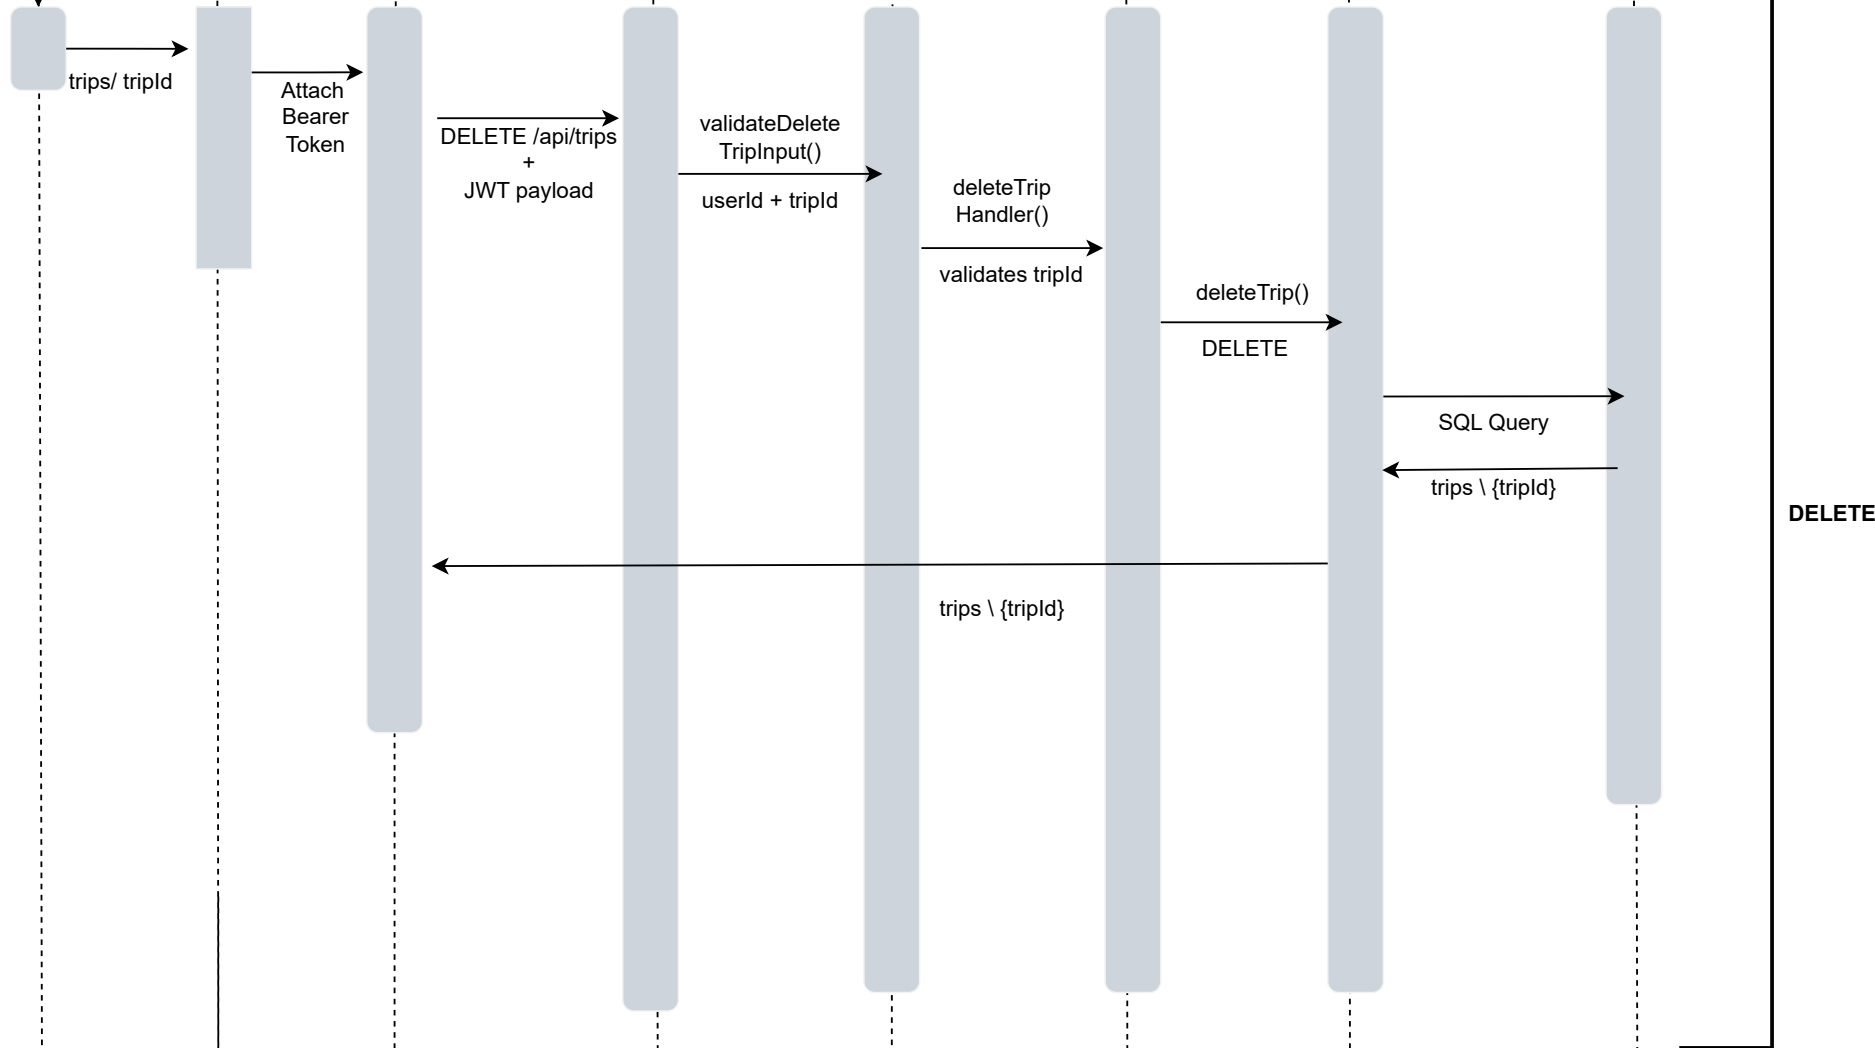 trips/ tripId
Attach
Bearer
Token
DELETE /api/trips
+
JWT payload
validateDelete
TripInput()
userId + tripId
deleteTrip
Handler()
validates tripId
deleteTrip()
DELETE
SQL Query
trips \ {tripId}
DELETE
trips \ {tripId}